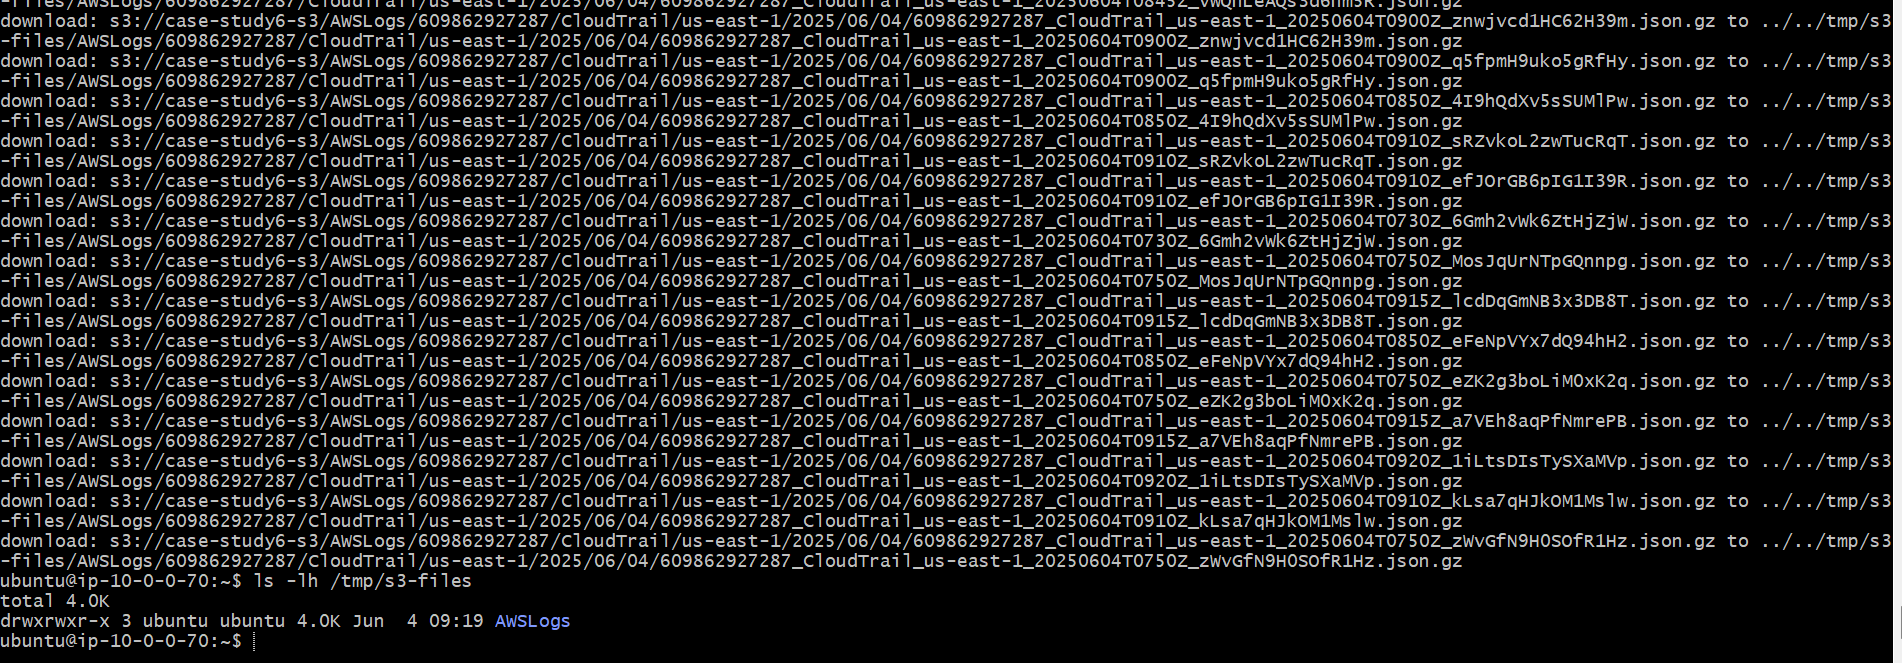 -files/AWSLogs/609862927287/CloudTrail/us-east-1/2025/06/04/609862927287_CloudTrail_us-east-1_20250604T0845Z_vwQhLeAQs3d6hm5R.json.gz
download: s3://case-study6-s3/AWSLogs/609862927287/CloudTrail/us-east-1/2025/06/04/609862927287_CloudTrail_us-east-1_20250604T0900Z_znwjvcd1HC62H39m.json.gz to ../../tmp/s3
-files/AWSLogs/609862927287/CloudTrail/us-east-1/2025/06/04/609862927287_CloudTrail_us-east-1_20250604T0900Z_znwjvcd1HC62H39m.json.gz
download: s3://case-study6-s3/AWSLogs/609862927287/CloudTrail/us-east-1/2025/06/04/609862927287_CloudTrail_us-east-1_20250604T0900Z_q5fpmH9uko5gRfHy.json.gz to ../../tmp/s3
-files/AWSLogs/609862927287/CloudTrail/us-east-1/2025/06/04/609862927287_CloudTrail_us-east-1_20250604T0900Z_q5fpmH9uko5gRfHy.json.gz
download: s3://case-study6-s3/AWSLogs/609862927287/CloudTrail/us-east-1/2025/06/04/609862927287_CloudTrail_us-east-1_20250604T0850Z_4I9hQdXv5sSUMlPw.json.gz to ../../tmp/s3
-files/AWSLogs/609862927287/CloudTrail/us-east-1/2025/06/04/609862927287_CloudTrail_us-east-1_20250604T0850Z_4I9hQdXv5sSUMlPw.json.gz
download: s3://case-study6-s3/AWSLogs/609862927287/CloudTrail/us-east-1/2025/06/04/609862927287_CloudTrail_us-east-1_20250604T0910Z_sRZvkoL2zwTucRqT.json.gz to ../../tmp/s3
-files/AWSLogs/609862927287/CloudTrail/us-east-1/2025/06/04/609862927287_CloudTrail_us-east-1_20250604T0910Z_sRZvkoL2zwTucRqT.json.gz
download: s3://case-study6-s3/AWSLogs/609862927287/CloudTrail/us-east-1/2025/06/04/609862927287_CloudTrail_us-east-1_20250604T0910Z_efJOrGB6pIG1I39R.json.gz to ../../tmp/s3
-files/AWSLogs/609862927287/CloudTrail/us-east-1/2025/06/04/609862927287_CloudTrail_us-east-1_20250604T0910Z_efJOrGB6pIG1I39R.json.gz
download: s3://case-study6-s3/AWSLogs/609862927287/CloudTrail/us-east-1/2025/06/04/609862927287_CloudTrail_us-east-1_20250604T0730Z_6Gmh2vWk6ZtHjZjW.json.gz to ../../tmp/s3
-files/AWSLogs/609862927287/CloudTrail/us-east-1/2025/06/04/609862927287_CloudTrail_us-east-1_20250604T0730Z_6Gmh2vWk6ZtHjZjW.json.gz
download: s3://case-study6-s3/AWSLogs/609862927287/CloudTrail/us-east-1/2025/06/04/609862927287_CloudTrail_us-east-1_20250604T0750Z_MosJqUrNTpGQnnpg.json.gz to ../../tmp/s3
-files/AWSLogs/609862927287/CloudTrail/us-east-1/2025/06/04/609862927287_CloudTrail_us-east-1_20250604T0750Z_MosJqUrNTpGQnnpg.json.gz
download: s3://case-study6-s3/AWSLogs/609862927287/CloudTrail/us-east-1/2025/06/04/609862927287_CloudTrail_us-east-1_20250604T0915Z_lcdDqGmNB3x3DB8T.json.gz to ../../tmp/s3
-files/AWSLogs/609862927287/CloudTrail/us-east-1/2025/06/04/609862927287_CloudTrail_us-east-1_20250604T0915Z_lcdDqGmNB3x3DB8T.json.gz
download: s3://case-study6-s3/AWSLogs/609862927287/CloudTrail/us-east-1/2025/06/04/609862927287_CloudTrail_us-east-1_20250604T0850Z_eFeNpVYx7dQ94hH2.json.gz to ../../tmp/s3
-files/AWSLogs/609862927287/CloudTrail/us-east-1/2025/06/04/609862927287_CloudTrail_us-east-1_20250604T0850Z_eFeNpVYx7dQ94hH2.json.gz
download: s3://case-study6-s3/AWSLogs/609862927287/CloudTrail/us-east-1/2025/06/04/609862927287_CloudTrail_us-east-1_20250604T0750Z_eZK2g3boLiM0xK2q.json.gz to ../../tmp/s3
-files/AWSLogs/609862927287/CloudTrail/us-east-1/2025/06/04/609862927287_CloudTrail_us-east-1_20250604T0750Z_eZK2g3boLiM0xK2q.json.gz
download: s3://case-study6-s3/AWSLogs/609862927287/CloudTrail/us-east-1/2025/06/04/609862927287_CloudTrail_us-east-1_20250604T0915Z_a7VEh8aqPfNmrePB.json.gz to ../../tmp/s3
-files/AWSLogs/609862927287/CloudTrail/us-east-1/2025/06/04/609862927287_CloudTrail_us-east-1_20250604T0915Z_a7VEh8aqPfNmrePB.json.gz
download: s3://case-study6-s3/AWSLogs/609862927287/CloudTrail/us-east-1/2025/06/04/609862927287_CloudTrail_us-east-1_20250604T0920Z_1iLtsDIsTySXaMVp.json.gz to ../../tmp/s3
-files/AWSLogs/609862927287/CloudTrail/us-east-1/2025/06/04/609862927287_CloudTrail_us-east-1_20250604T0920Z_1iLtsDIsTySXaMVp.json.gz
download: s3://case-study6-s3/AWSLogs/609862927287/CloudTrail/us-east-1/2025/06/04/609862927287_CloudTrail_us-east-1_20250604T0910Z_kLsa7qHJkOM1Mslw.json.gz to ../../tmp/s3
-files/AWSLogs/609862927287/CloudTrail/us-east-1/2025/06/04/609862927287_CloudTrail_us-east-1_20250604T0910Z_kLsa7qHJkOM1Mslw.json.gz
download: s3://case-study6-s3/AWSLogs/609862927287/CloudTrail/us-east-1/2025/06/04/609862927287_CloudTrail_us-east-1_20250604T0750Z_zWvGfN9H0SOfR1Hz.json.gz to ../../tmp/s3
-files/AWSLogs/609862927287/CloudTrail/us-east-1/2025/06/04/609862927287_CloudTrail_us-east-1_20250604T0750Z_zWvGfN9H0SOfR1Hz.json.gz
ubuntu@ip-10-0-0-70:~$ ls -lh /tmp/s3-files
total 4.0K
drwxrwxr-x 3 ubuntu ubuntu 4.0K Jun  4 09:19 AWSLogs
ubuntu@ip-10-0-0-70:~$